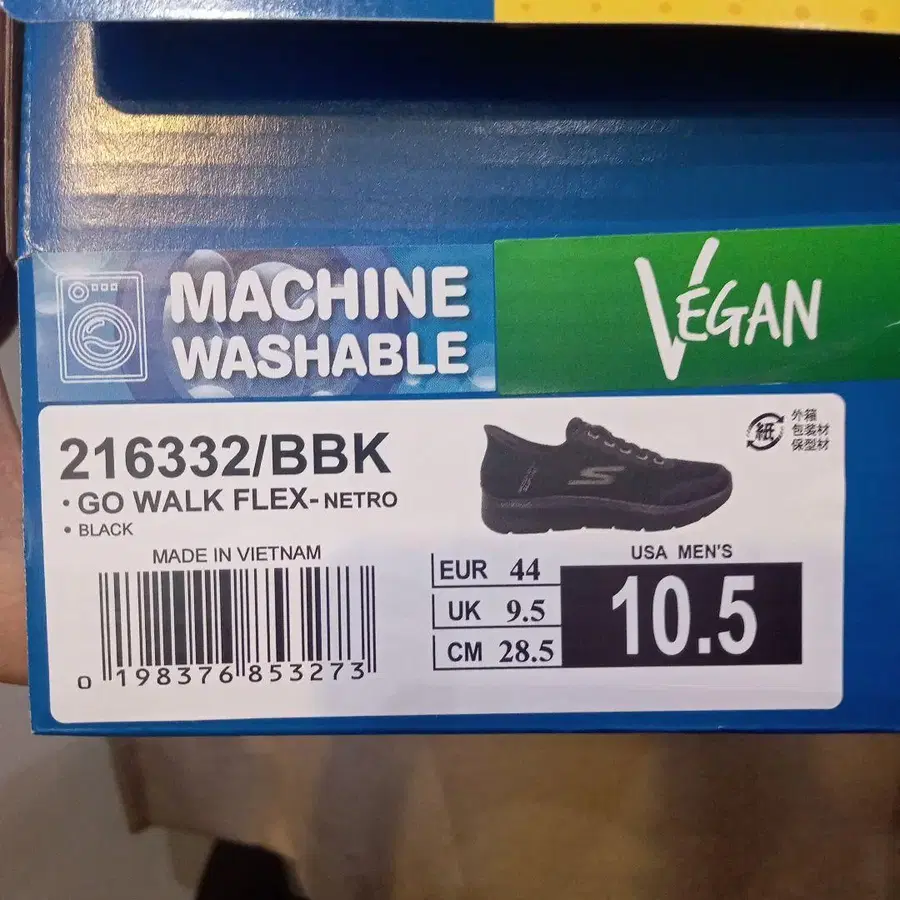 MACHINE
WASHABLE
VEGAN
216332/BBK
• GO WALK FLEX-NETRO
• BLACK
紙
外箱
包装材
保型材
MADE IN VIETNAM
0 198376 853273
EUR 44
UK 9.5
CM 28.5
USA MEN'S
10.5